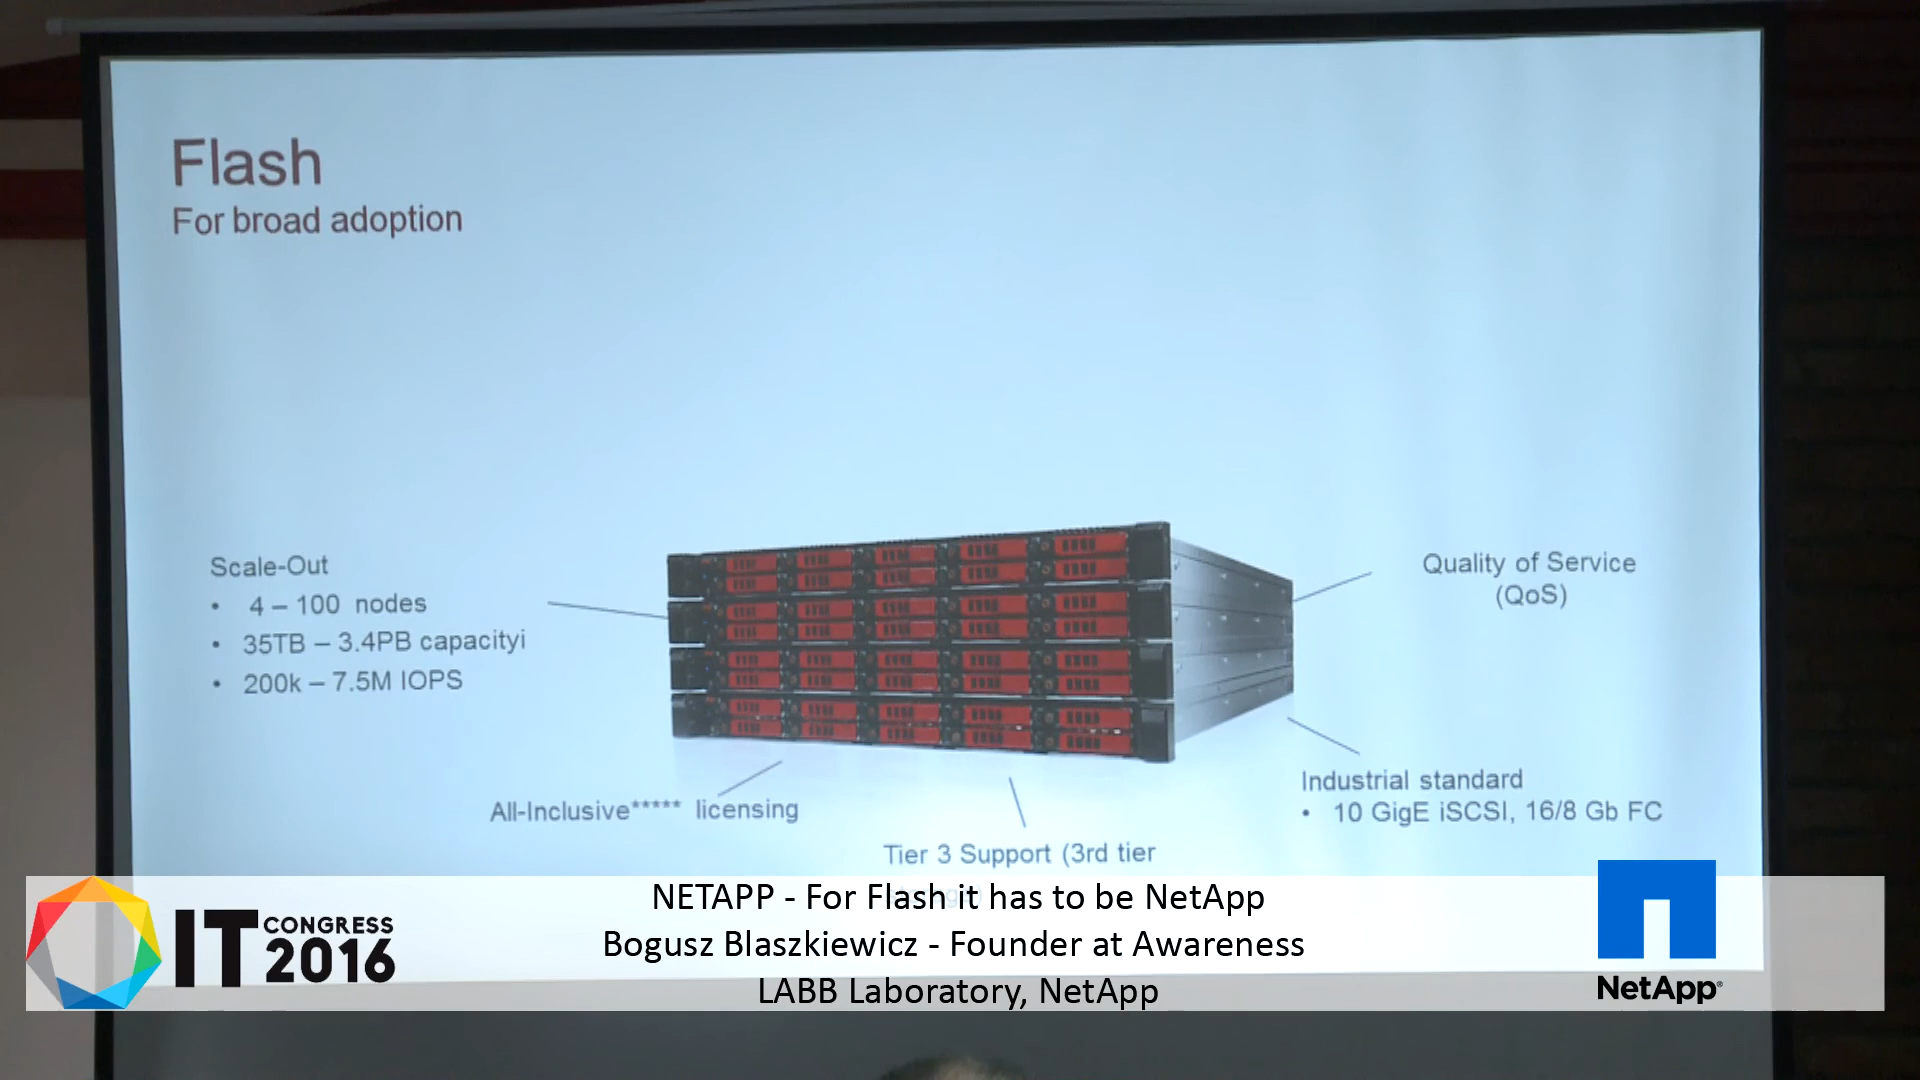 Flash
For broad adoption
Scale-Out
• 4 – 100 nodes
• 35TB – 3.4PB capacityi
• 200k – 7.5M IOPS
Quality of Service
(QoS)
All-Inclusive***** licensing
Industrial standard
• 10 GigE iSCSI, 16/8 Gb FC
Tier 3 Support (3rd tier
NETAPP - For Flash it has to be NetApp
Bogusz Blaszkiewicz - Founder at Awareness
LABB Laboratory, NetApp
IT CONGRESS
2016
NetApp®